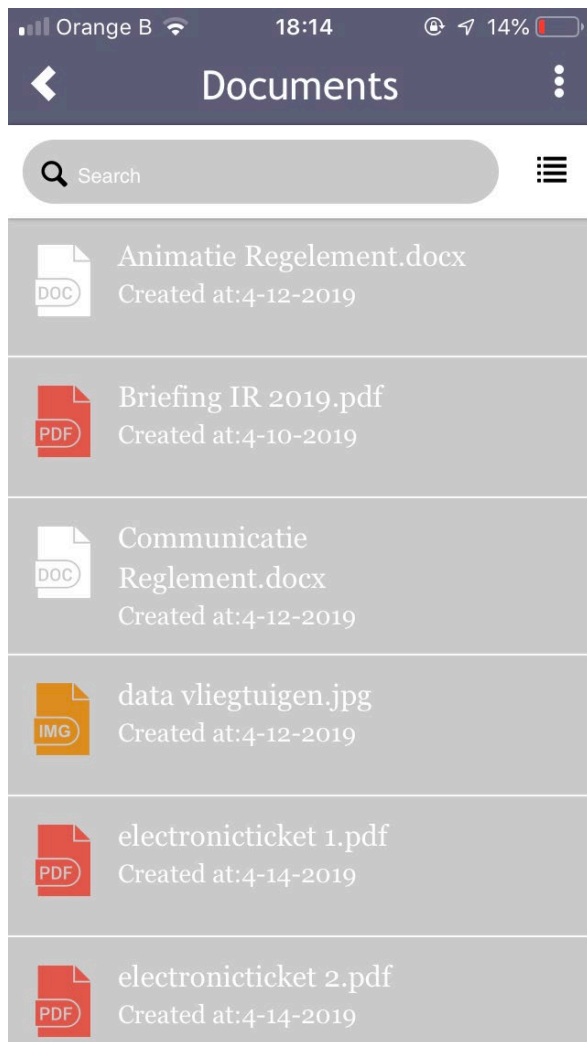 Orange B 18:14 14%
Documents
Search
Animatie Regelement.docx
DOC
Created at:4-12-2019
Briefing IR 2019.pdf
PDF
Created at:4-10-2019
Communicatie
DOC
Reglement.docx
Created at:4-12-2019
data vliegtuigen.jpg
IMG
Created at:4-12-2019
electronicticket 1.pdf
PDF
Created at:4-14-2019
electronicticket 2.pdf
PDF
Created at:4-14-2019